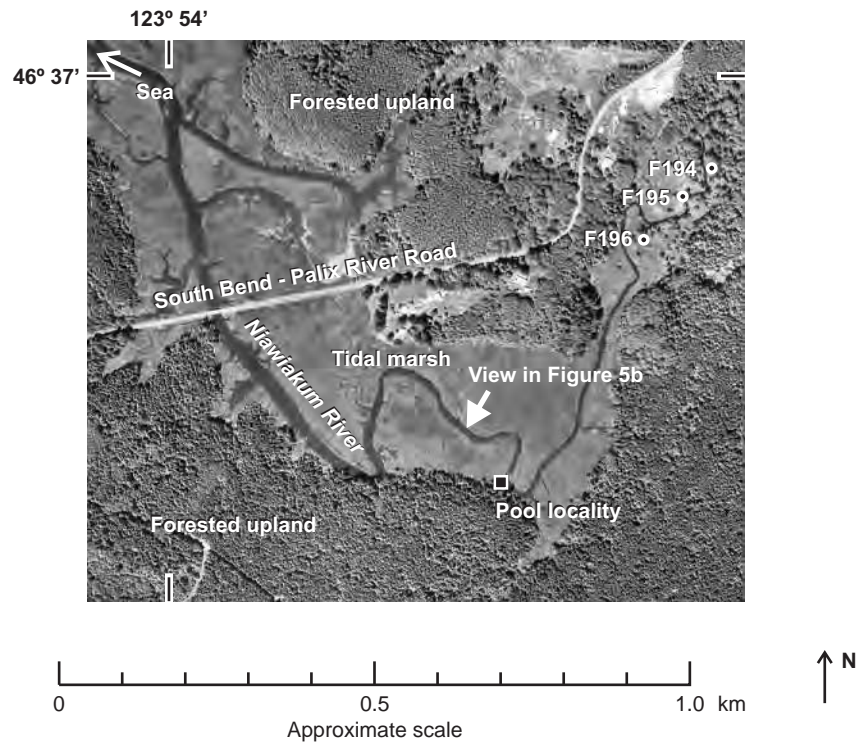 123º 54’
46º 37’
Sea
Forested upland
F194
F195
F196
South Bend - Palix River Road
Niawiakum River
Tidal marsh
View in Figure 5b
Pool locality
Forested upland
0
0.5
1.0 km
Approximate scale
N